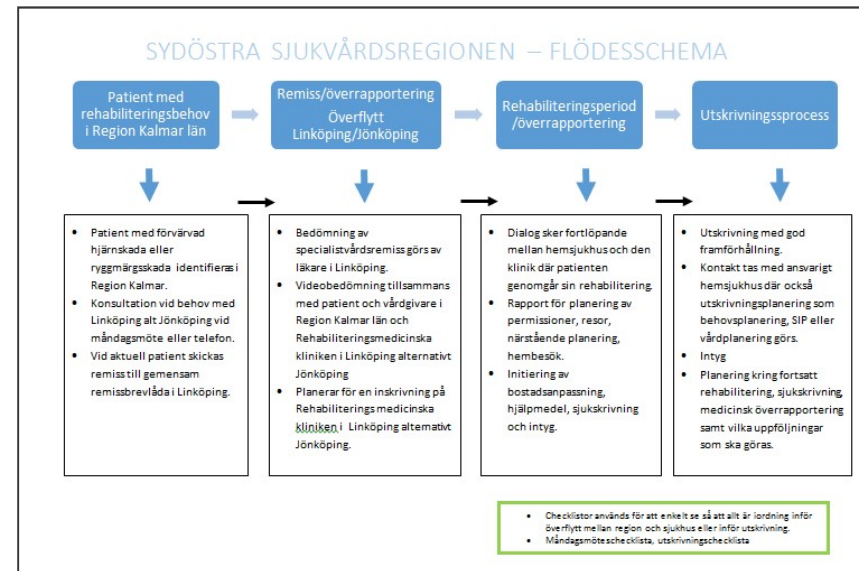 SYDÖSTRA SJUKVÅRDSREGIONEN – FLÖDESSCHEMA
Patient med
rehabiliteringsbehov
i Region Kalmar län
Remiss/överrapportering
Överflytt
Linköping/Jönköping
Rehabiliteringsperiod
/överrapportering
Utskrivningssprocess
• Patient med förvärvad
hjärnskada eller
ryggmärgsskada identifieras i
Region Kalmar.
• Konsultation vid behov med
Linköping alt Jönköping vid
måndagsmöte eller telefon.
• Vid aktuell patient skickas
remiss till gemensam
remissbrevlåda i Linköping.
• Bedömning av
specialistvårdsremiss görs av
läkare i Linköping.
• Videobedömning tillsammans
med patient och vårdgivare i
Region Kalmar län och
Rehabiliteringsmedicinska
kliniken i Linköping alternativt
Jönköping
• Planerar för en inskrivning på
Rehabiliterings medicinska
kliniken i Linköping alternativt
Jönköping.
• Dialog sker fortlöpande
mellan hemsjukhus och den
klinik där patienten
genomgår sin rehabilitering.
• Rapport för planering av
permissioner, resor,
närstående planering,
hembesök.
• Initiering av
bostadsanpassning,
hjälpmedel, sjukskrivning
och intyg.
• Utskrivning med god
framförhållning.
• Kontakt tas med ansvarigt
hemsjukhus där också
utskrivningsplanering som
behovsplanering, SIP eller
vårdplanering görs.
• Intyg
• Planering kring fortsatt
rehabilitering, sjukskrivning,
medicinsk överrapportering
samt vilka uppföljningar
som ska göras.
• Checklistor används för att enkelt se så att allt är iordning inför
överflytt mellan region och sjukhus eller inför utskrivning.
• Måndagsmöteschecklista, utskrivningschecklista